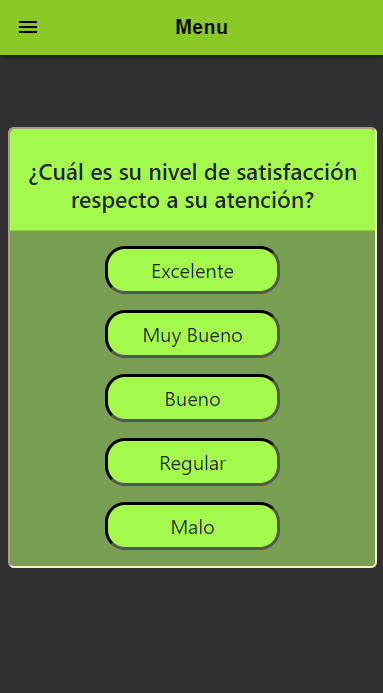 Menu
¿Cuál es su nivel de satisfacción
respecto a su atención?
Excelente
Muy Bueno
Bueno
Regular
Malo